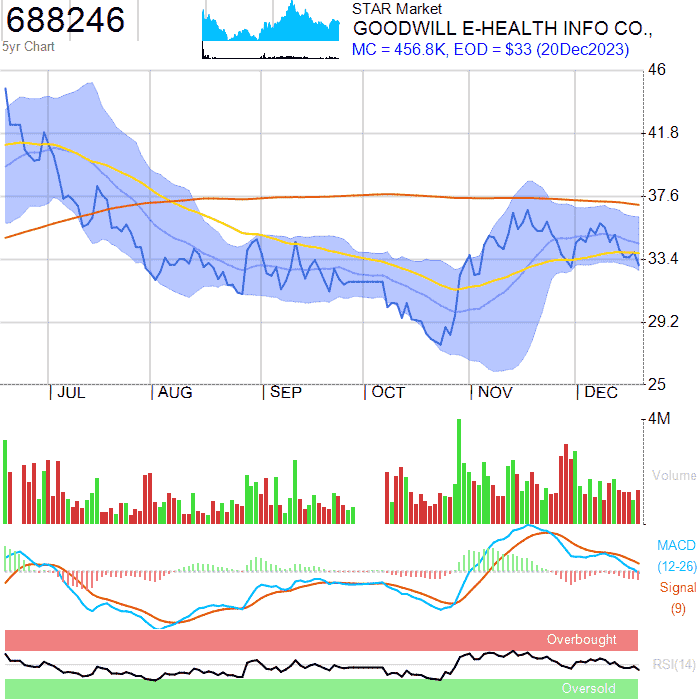 688246
5yr Chart
STAR Market
GOODWILL E-HEALTH INFO CO.,
MC = 456.8K, EOD = $33 (20Dec2023)
46
41.8
37.6
33.4
29.2
25
JUL AUG SEP OCT NOV DEC
4M
Volume
MACD
(12-26)
Signal
(9)
Overbought
RSI(14)
Oversold